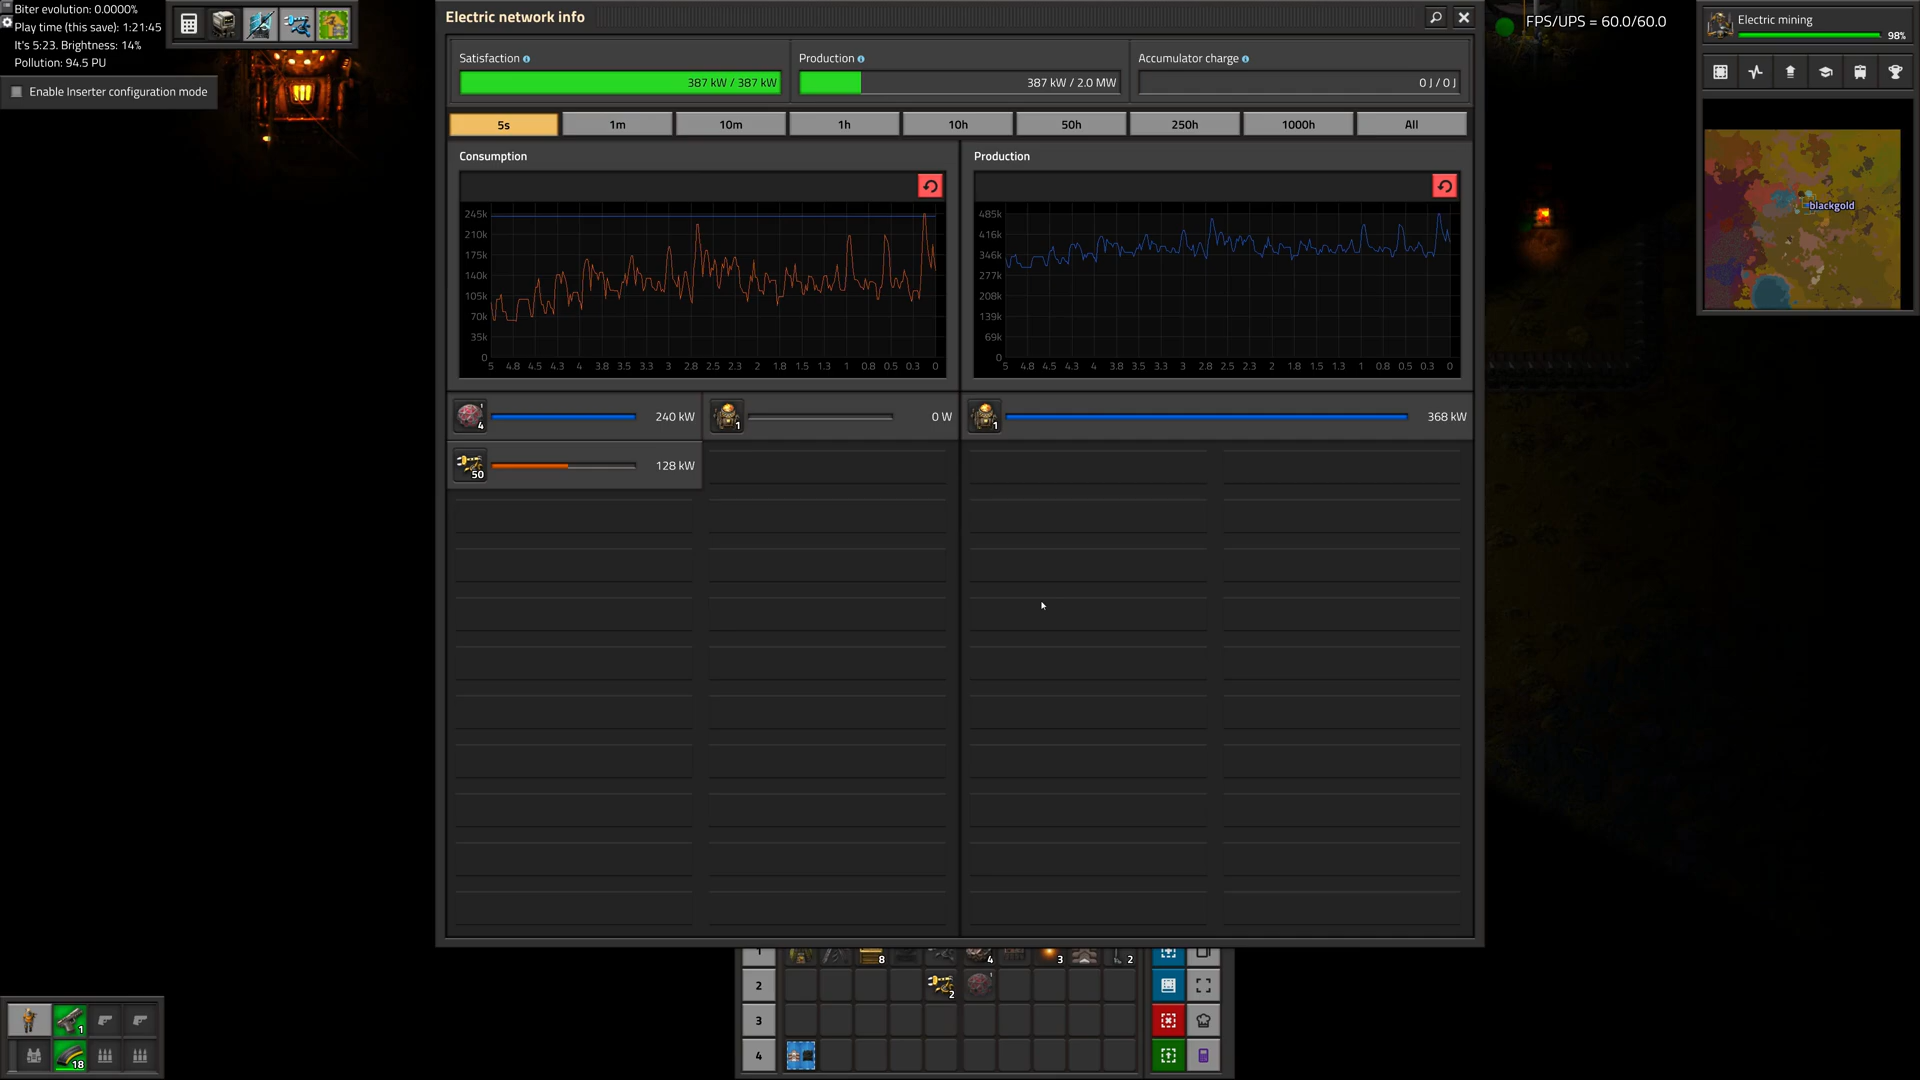 Biter evolution: 0.0000%
Play time (this save): 1:21:45
It's 5:23. Brightness: 14%
Pollution: 94.5 PU
Enable Inserter configuration mode
Electric network info
Satisfaction
387 kW / 387 kW
Production
387 kW / 2.0 MW
Accumulator charge
0 J / 0 J
5s 1m 10m 1h 10h 50h 250h 1000h All
Consumption
245k
210k
175k
140k
105k
70k
35k
0
5 4.8 4.5 4.3 4 3.8 3.5 3.3 3 2.8 2.5 2.3 2 1.8 1.5 1.3 1 0.8 0.5 0.3 0
Production
485k
416k
346k
277k
208k
139k
69k
0
5 4.8 4.5 4.3 4 3.8 3.5 3.3 3 2.8 2.5 2.3 2 1.8 1.5 1.3 1 0.8 0.5 0.3 0
1
4
240 kW
1
0 W
50
128 kW
1
368 kW
FPS/UPS = 60.0/60.0
Electric mining
98%
blackgold
1
8
4
3
2
2
2
1
3
4
1
18